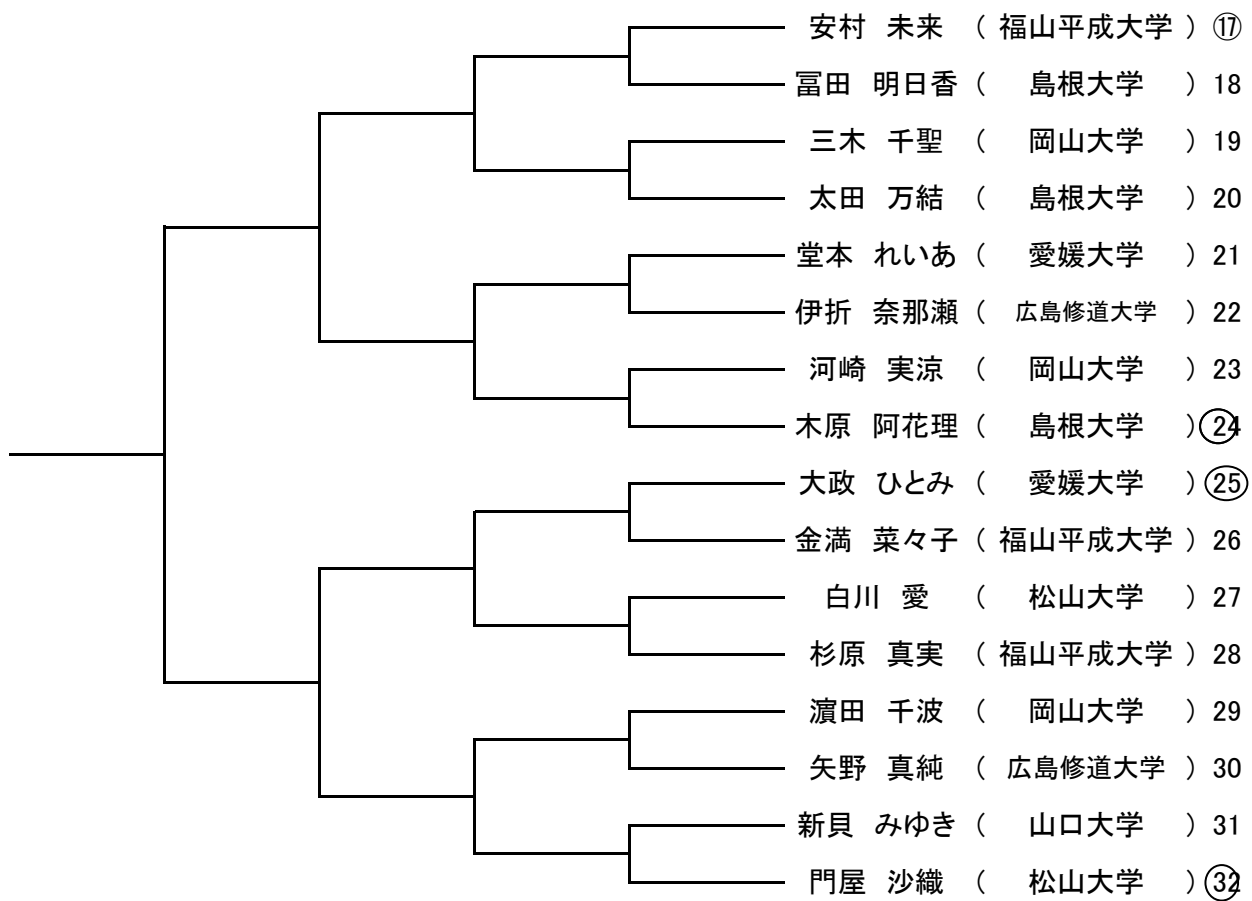 安村 未来 ( 福山平成大学 ) ⑰
冨田 明日香 ( 島根大学 ) 18
三木 千聖 ( 岡山大学 ) 19
太田 万結 ( 島根大学 ) 20
堂本 れいあ ( 愛媛大学 ) 21
伊折 奈那瀬 ( 広島修道大学 ) 22
河崎 実涼 ( 岡山大学 ) 23
木原 阿花理 ( 島根大学 ) 24
大政 ひとみ ( 愛媛大学 ) 25
金満 菜々子 ( 福山平成大学 ) 26
白川 愛 ( 松山大学 ) 27
杉原 真実 ( 福山平成大学 ) 28
濵田 千波 ( 岡山大学 ) 29
矢野 真純 ( 広島修道大学 ) 30
新貝 みゆき ( 山口大学 ) 31
門屋 沙織 ( 松山大学 ) 32